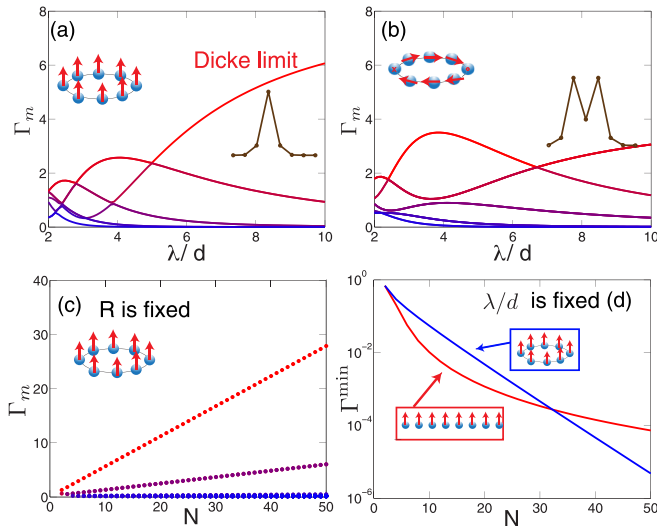 (a)
Dicke limit
Γm
8
6
4
2
0
2 4 6 8 10
λ/ d
(b)
Γm
8
6
4
2
0
2 4 6 8 10
λ/d
(c)
R is fixed
Γm
40
30
20
10
0
0 10 20 30 40 50
N
λ/d is fixed (d)
Γmin
10⁰
10⁻²
10⁻⁴
10⁻⁶
0 10 20 30 40 50
N